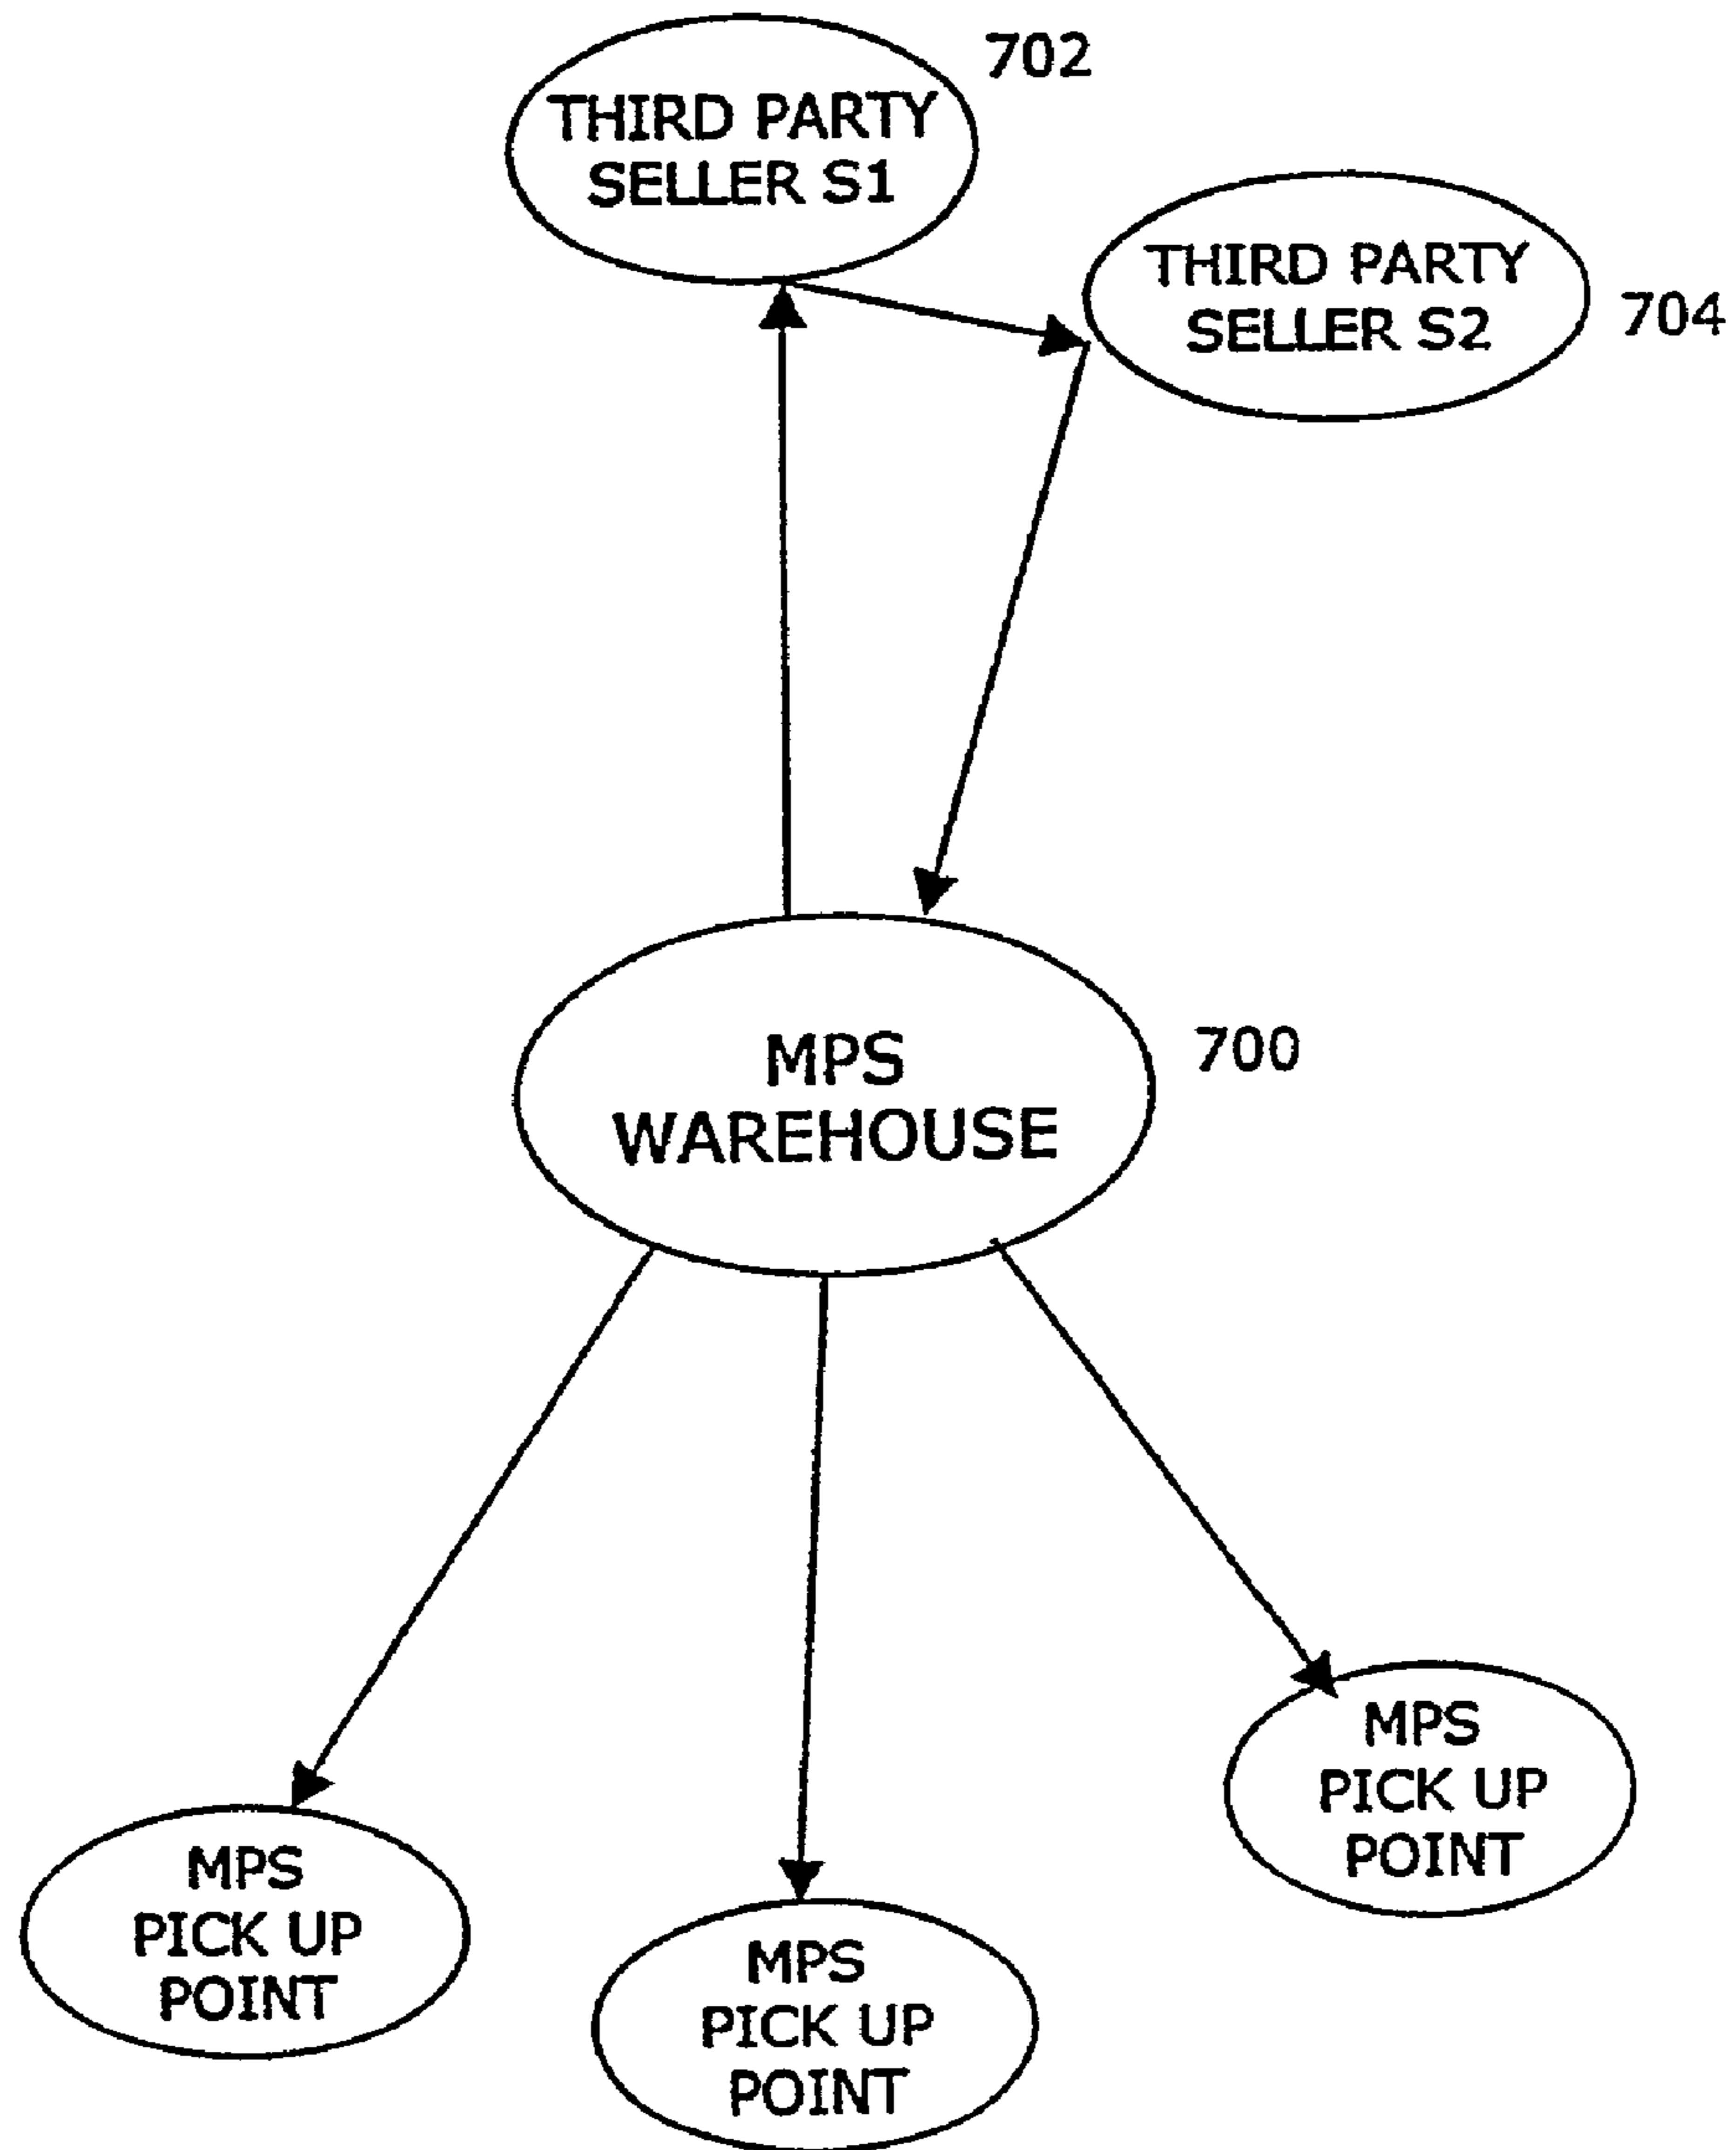 702
THIRD PARTY
SELLER S1
THIRD PARTY
SELLER S2
704
MPS
WAREHOUSE
700
MPS
PICK UP
POINT
MPS
PICK UP
POINT
MPS
PICK UP
POINT